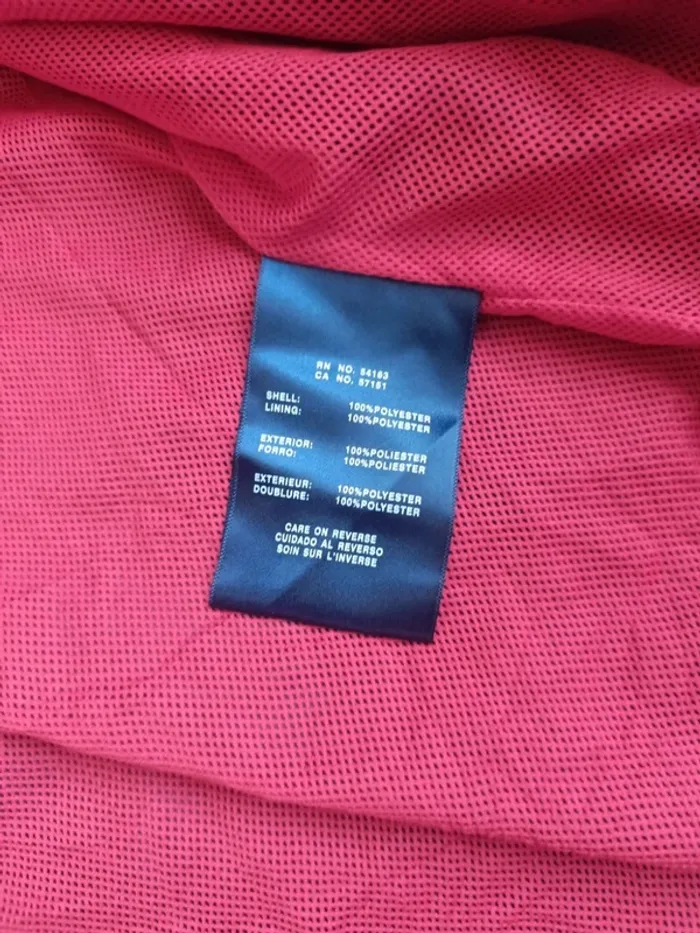 RN NO. 54163
CA NO. 57151
SHELL: 100%POLYESTER
LINING: 100%POLYESTER
EXTERIOR: 100%POLIESTER
FORRO: 100%POLIESTER
EXTERIEUR: 100%POLYESTER
DOUBLURE: 100%POLYESTER
CARE ON REVERSE
CUIDADO AL REVERSO
SOIN SUR L'INVERSE